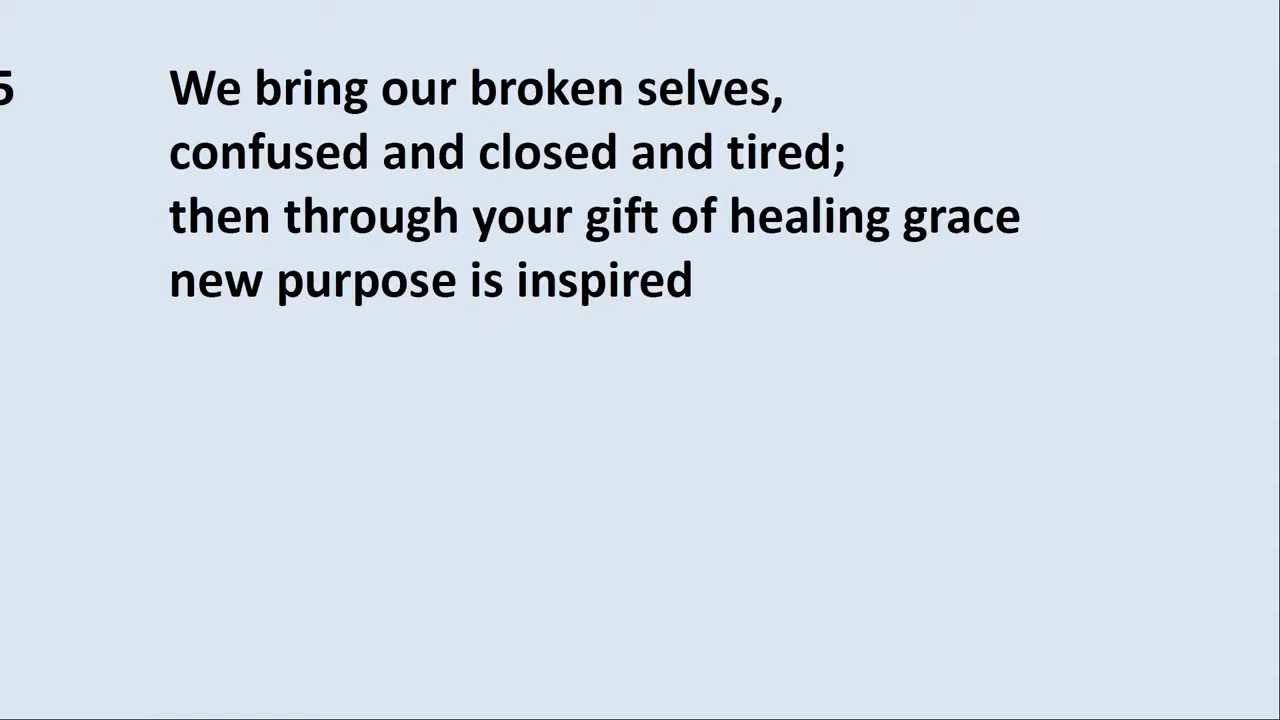 5 We bring our broken selves,
confused and closed and tired;
then through your gift of healing grace
new purpose is inspired